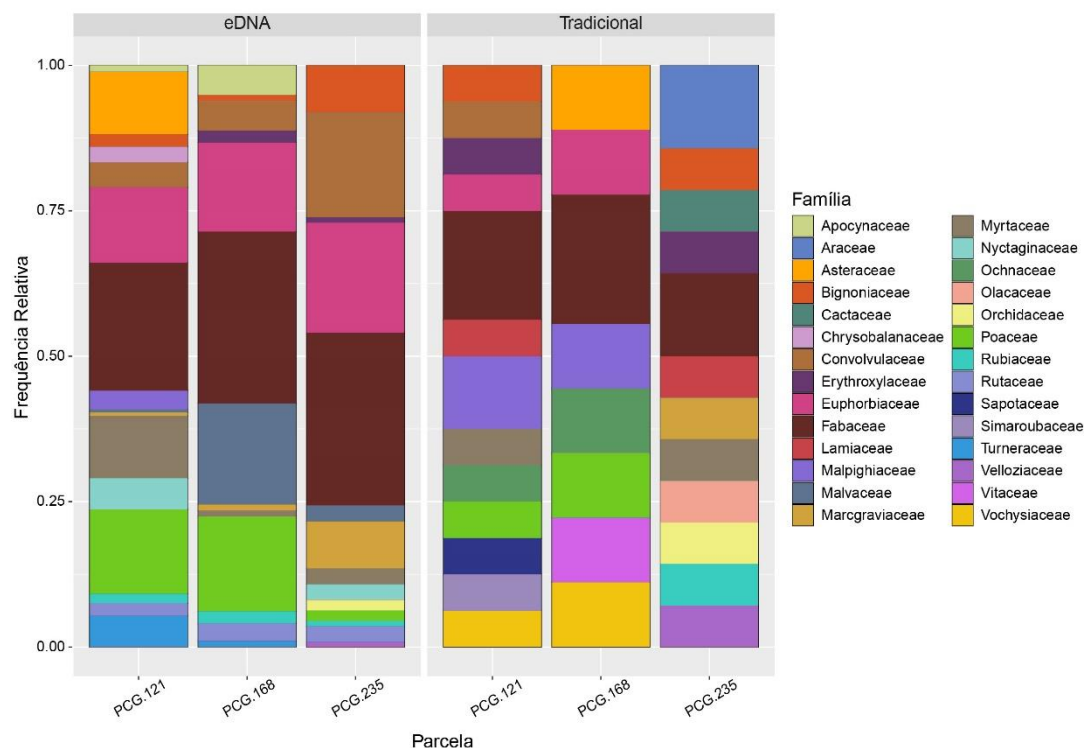 eDNA
Tradicional
1.00
0.75
0.50
0.25
0.00
Frequência Relativa
PCG.121
PCG.168
PCG.235
PCG.121
PCG.168
PCG.235
Parcela
Família
Apocynaceae
Araceae
Asteraceae
Bignoniaceae
Cactaceae
Chrysobalanaceae
Convolvulaceae
Erythroxylaceae
Euphorbiaceae
Fabaceae
Lamiaceae
Malpighiaceae
Malvaceae
Marcgraviaceae
Myrtaceae
Nyctaginaceae
Ochnaceae
Olacaceae
Orchidaceae
Poaceae
Rubiaceae
Rutaceae
Sapotaceae
Simaroubaceae
Turneraceae
Velloziaceae
Vitaceae
Vochysiaceae